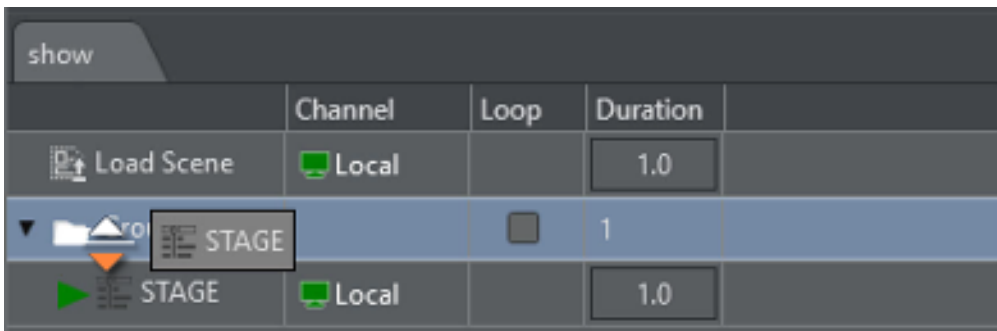 show
Channel Loop Duration
Load Scene Local 1.0
STAGE 1
STAGE Local 1.0